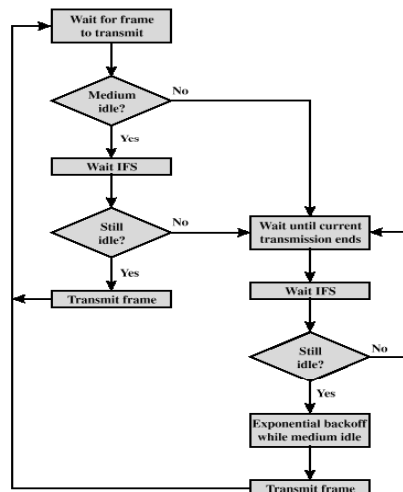 Wait for frame
to transmit
Medium
idle?
No
Yes
Wait IFS
Still
idle?
No
Yes
Transmit frame
Wait until current
transmission ends
Wait IFS
Still
idle?
No
Yes
Exponential backoff
while medium idle
Transmit frame